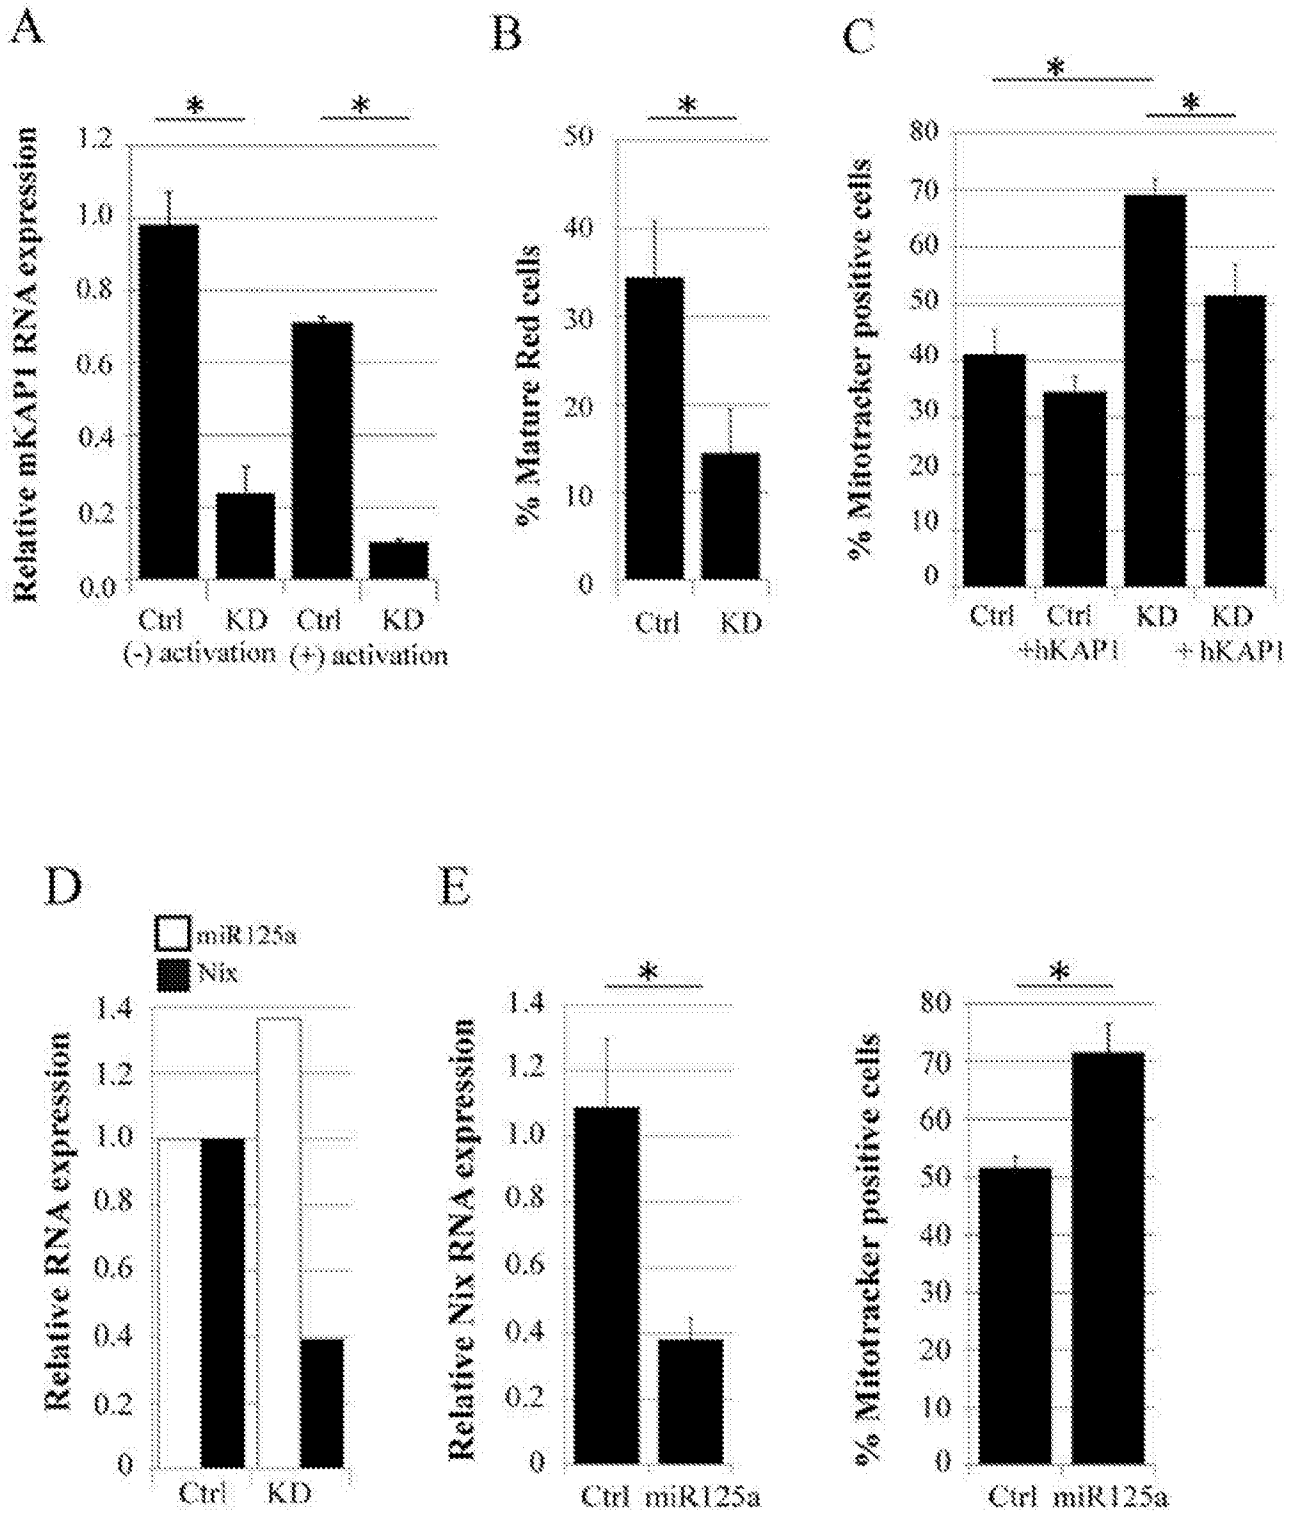 A
*
*
Relative mKAP1 RNA expression
1.2
1.0
0.8
0.6
0.4
0.2
0.0
Ctrl KD Ctrl KD
(-) activation (+) activation
B
*
% Mature Red cells
50
40
30
20
10
0
Ctrl KD
C
*
*
% Mitotracker positive cells
80
70
60
50
40
30
20
10
0
Ctrl Ctrl KD KD
+hKAP1 + hKAP1
D
miR125a
Nix
Relative RNA expression
1.4
1.2
1.0
0.8
0.6
0.4
0.2
0
Ctrl KD
E
*
Relative Nix RNA expression
1.4
1.2
1.0
0.8
0.6
0.4
0.2
0
Ctrl miR125a
*
% Mitotracker positive cells
80
70
60
50
40
30
20
10
0
Ctrl miR125a